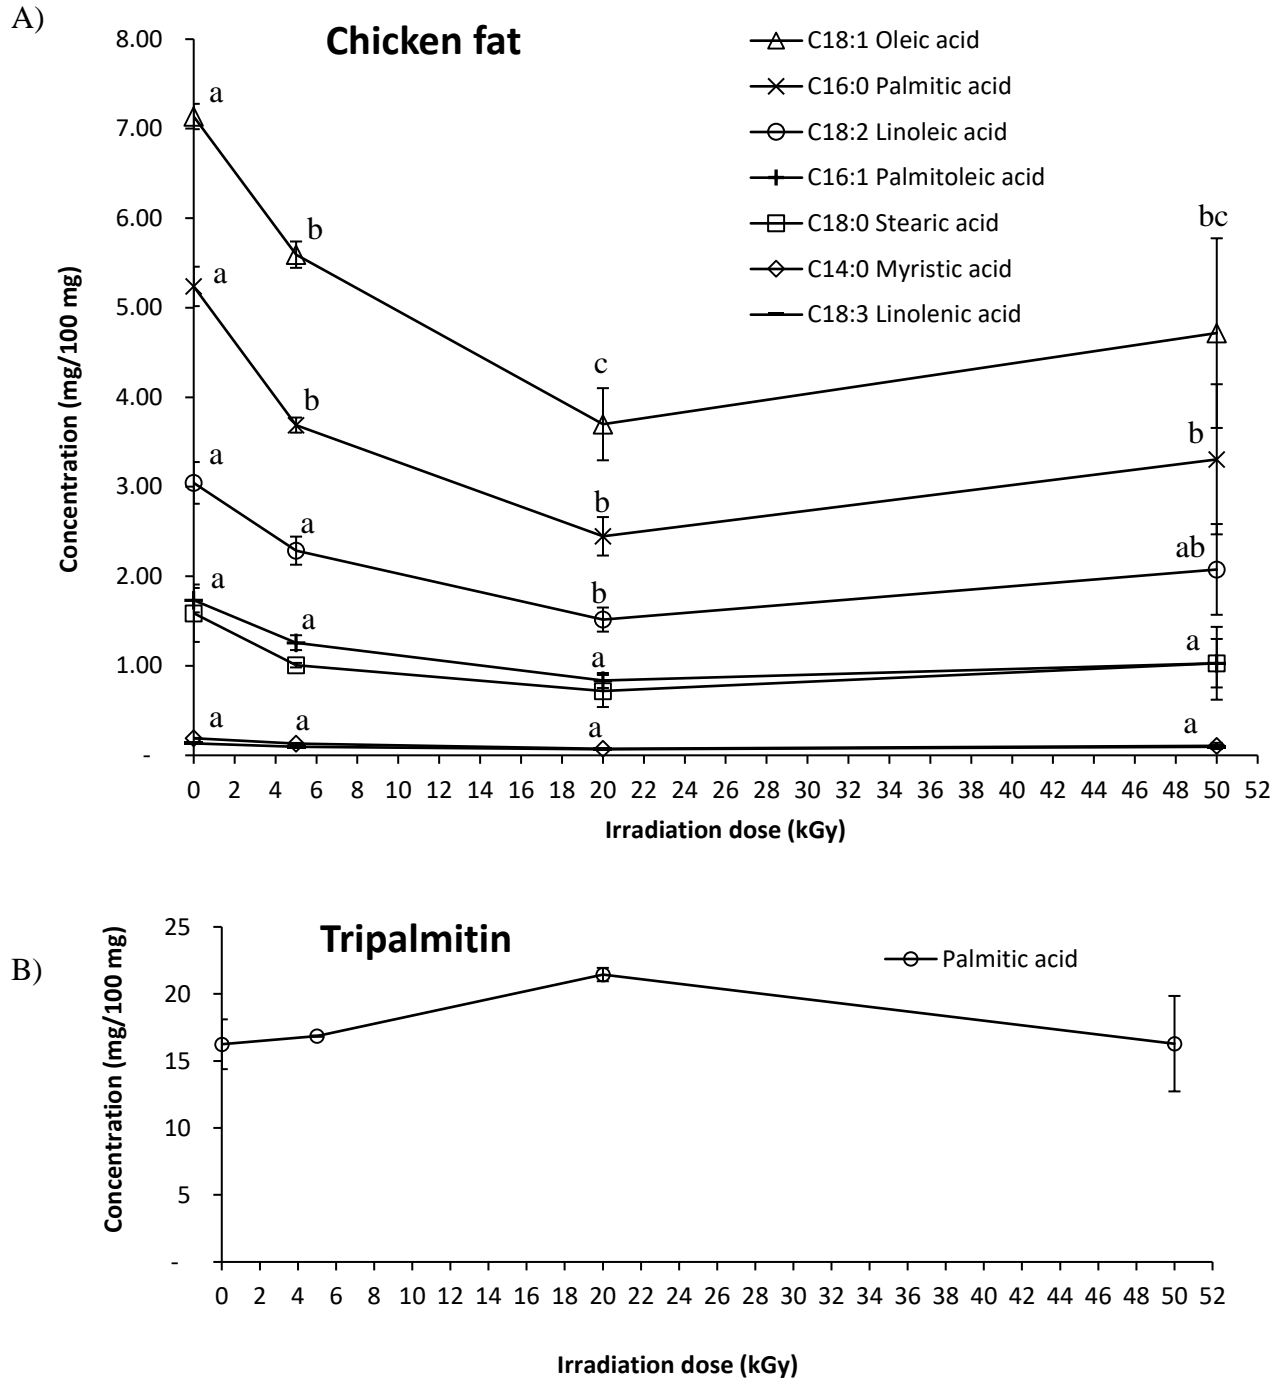 A)
Chicken fat
C18:1 Oleic acid
C16:0 Palmitic acid
C18:2 Linoleic acid
C16:1 Palmitoleic acid
C18:0 Stearic acid
C14:0 Myristic acid
C18:3 Linolenic acid
Concentration (mg/100 mg)
8.00
7.00
6.00
5.00
4.00
3.00
2.00
1.00
-
a
b
c
bc
a
b
b
b
a
a
b
ab
a
a
a
a
a
a
a
a
0 2 4 6 8 10 12 14 16 18 20 22 24 26 28 30 32 34 36 38 40 42 44 46 48 50 52
Irradiation dose (kGy)
B)
Tripalmitin
Palmitic acid
Concentration (mg/100 mg)
25
20
15
10
5
-
0 2 4 6 8 10 12 14 16 18 20 22 24 26 28 30 32 34 36 38 40 42 44 46 48 50 52
Irradiation dose (kGy)